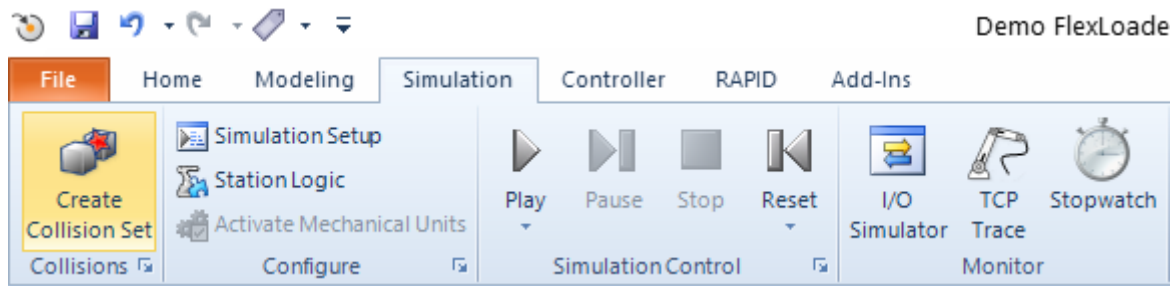 Demo FlexLoade
File Home Modeling Simulation Controller RAPID Add-Ins
Create
Collision Set
Collisions
Simulation Setup
Station Logic
Activate Mechanical Units
Configure
Play Pause Stop Reset
Simulation Control
I/O
Simulator
TCP
Trace
Stopwatch
Monitor